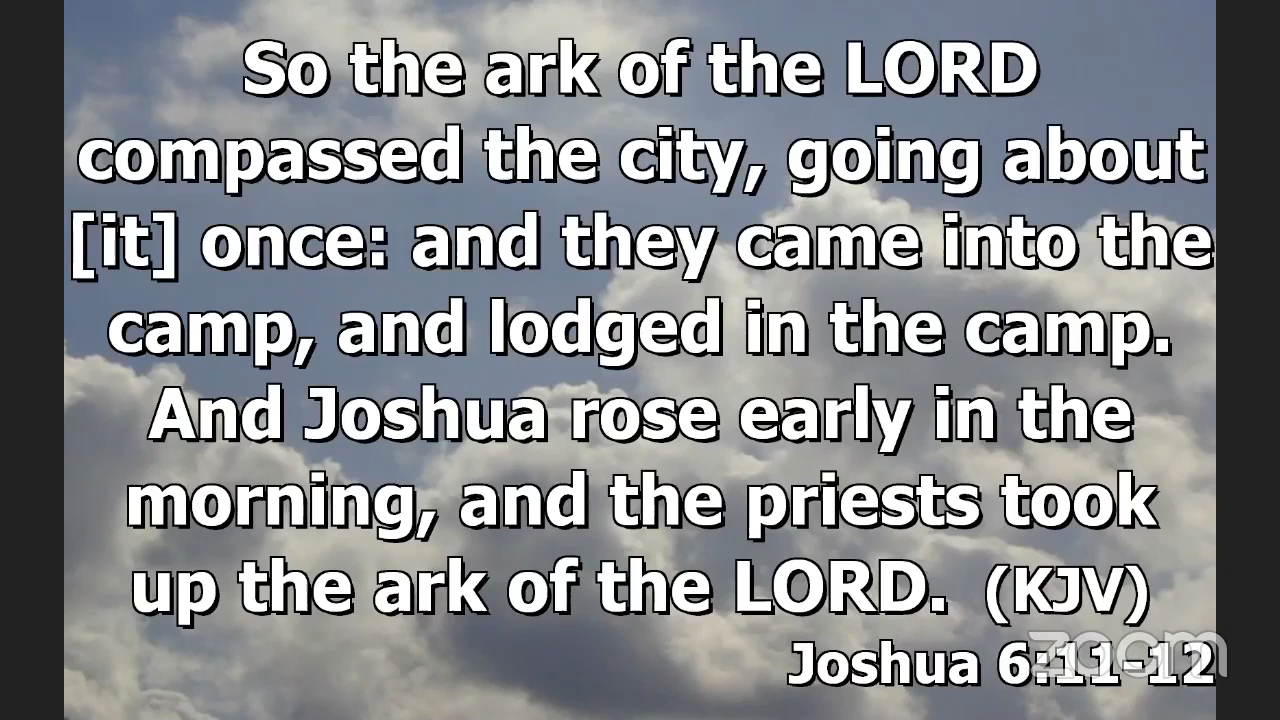 So the ark of the LORD
compassed the city, going about
[it] once: and they came into the
camp, and lodged in the camp.
And Joshua rose early in the
morning, and the priests took
up the ark of the LORD. (KJV)
Joshua 6:11-12
zoom